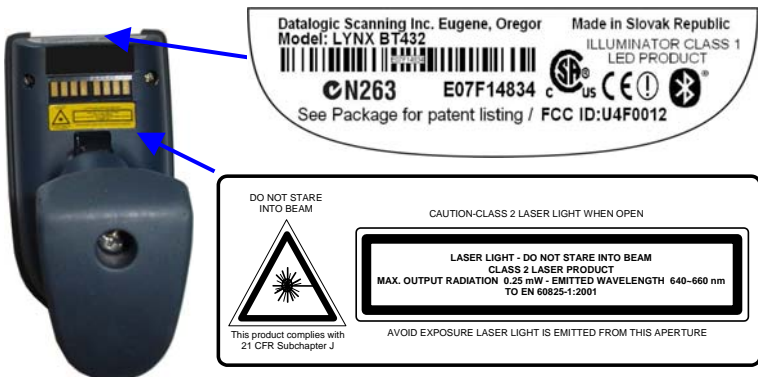 Datalogic Scanning Inc. Eugene, Oregon
Made in Slovak Republic
Model: LYNX BT432
ILLUMINATOR CLASS 1
LED PRODUCT
N263
E07F14834
C US CE
See Package for patent listing / FCC ID:U4F0012
DO NOT STARE
INTO BEAM
CAUTION-CLASS 2 LASER LIGHT WHEN OPEN
LASER LIGHT - DO NOT STARE INTO BEAM
CLASS 2 LASER PRODUCT
MAX. OUTPUT RADIATION 0.25 mW - EMITTED WAVELENGTH 640~660 nm
TO EN 60825-1:2001
This product complies with
21 CFR Subchapter J
AVOID EXPOSURE LASER LIGHT IS EMITTED FROM THIS APERTURE